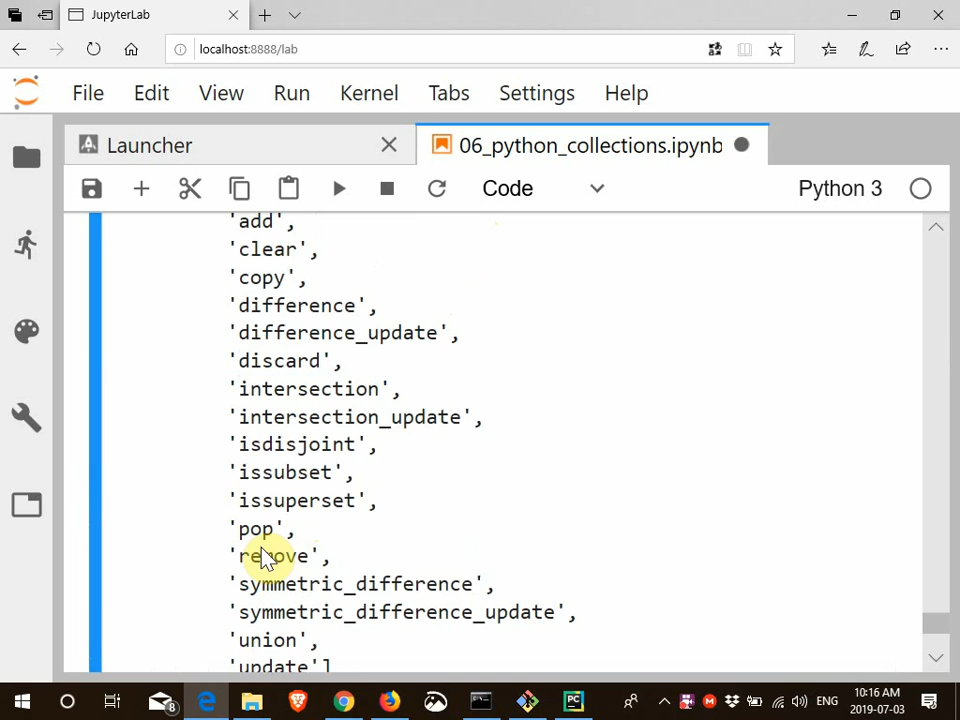 JupyterLab
localhost:8888/lab
File Edit View Run Kernel Tabs Settings Help
Launcher 06_python_collections.ipynb
Code Python 3
'add',
'clear',
'copy',
'difference',
'difference_update',
'discard',
'intersection',
'intersection_update',
'isdisjoint',
'issubset',
'issuperset',
'pop',
'remove',
'symmetric_difference',
'symmetric_difference_update',
'union',
'update']
8 PC ENG 10:16 AM
2019-07-03